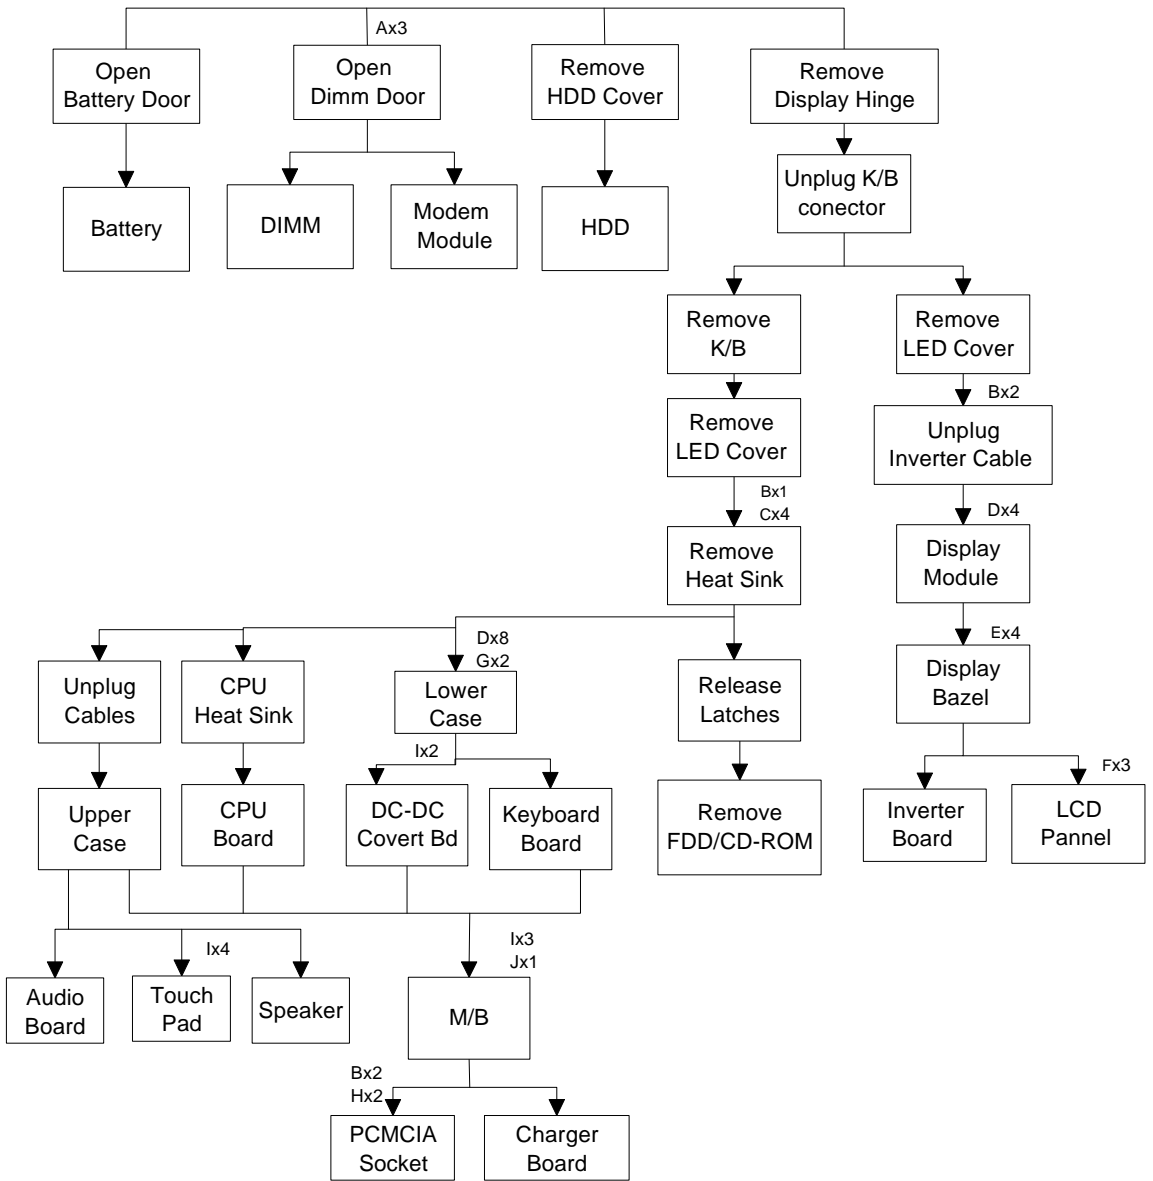 Ax3
Open
Battery Door
Open
Dimm Door
Remove
HDD Cover
Remove
Display Hinge
Battery
DIMM
Modem
Module
HDD
Unplug K/B
conector
Remove
K/B
Remove
LED Cover
Bx2
Remove
LED Cover
Unplug
Inverter Cable
Bx1
Cx4
Dx4
Remove
Heat Sink
Display
Module
Dx8
Gx2
Ex4
Unplug
Cables
CPU
Heat Sink
Lower
Case
Release
Latches
Display
Bazel
Ix2
Fx3
Upper
Case
CPU
Board
DC-DC
Covert Bd
Keyboard
Board
Remove
FDD/CD-ROM
Inverter
Board
LCD
Pannel
Ix4
Ix3
Jx1
Audio
Board
Touch
Pad
Speaker
M/B
Bx2
Hx2
PCMCIA
Socket
Charger
Board